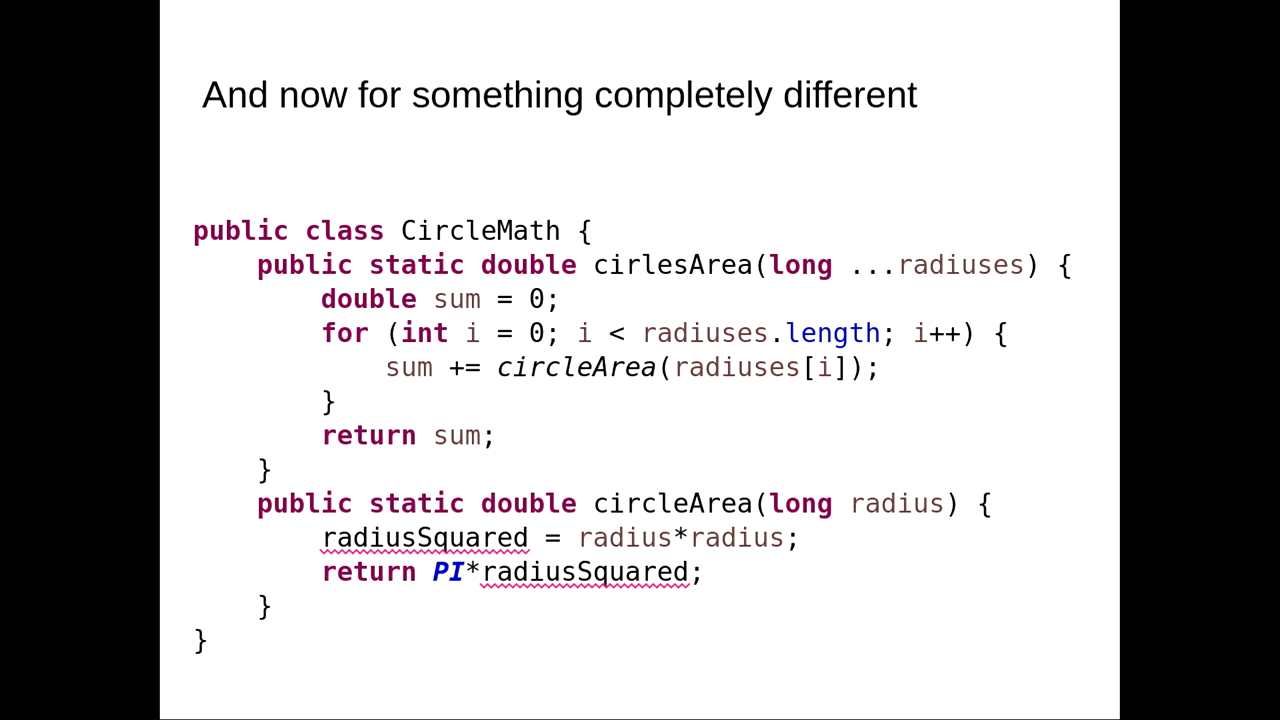 And now for something completely different
public class CircleMath {
    public static double cirlesArea(long ...radiuses) {
        double sum = 0;
        for (int i = 0; i < radiuses.length; i++) {
            sum += circleArea(radiuses[i]);
        }
        return sum;
    }
    public static double circleArea(long radius) {
        radiusSquared = radius*radius;
        return PI*radiusSquared;
    }
}